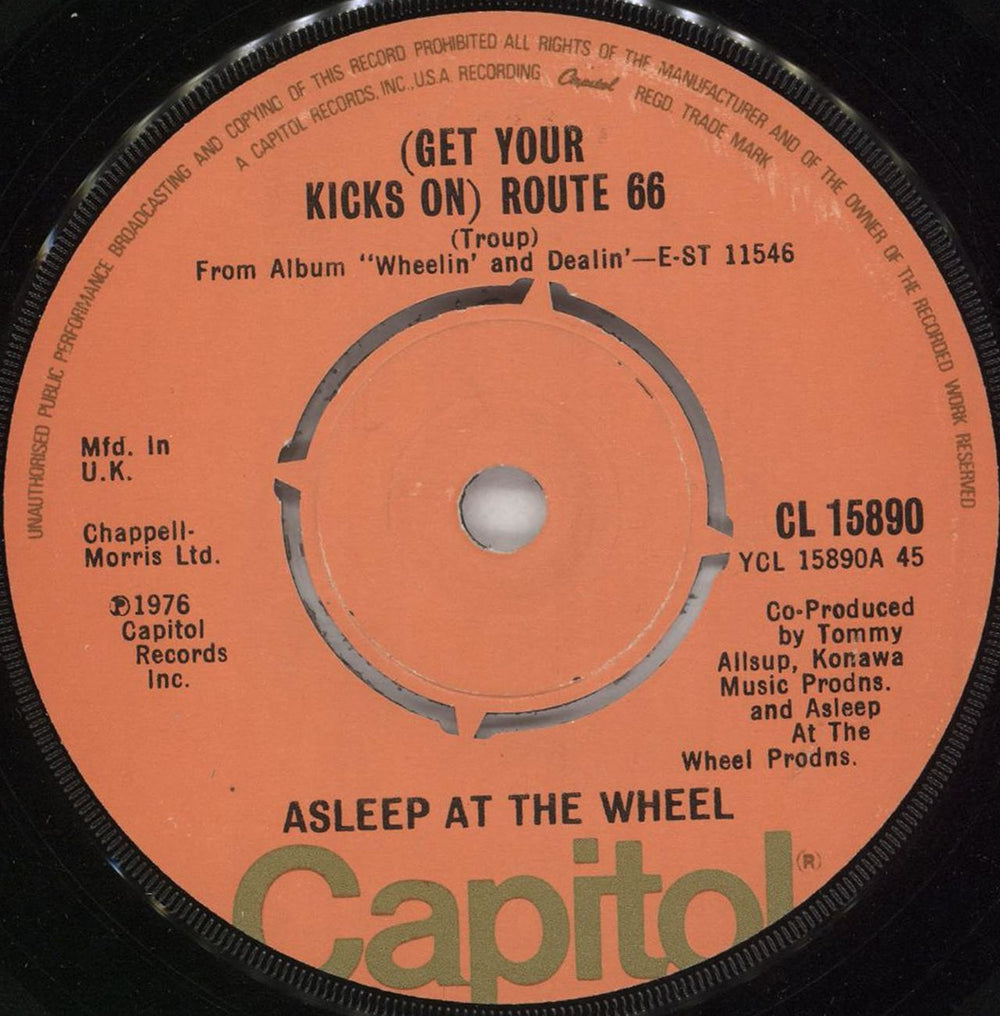 UNAUTHORISED PUBLIC PERFORMANCE BROADCASTING AND COPYING OF THIS RECORD PROHIBITED ALL RIGHTS OF THE MANUFACTURER AND OF THE OWNER OF THE RECORDED WORK RESERVED
A CAPITOL RECORDS, INC., U.S.A. RECORDING Capitol REGD. TRADE MARK
(GET YOUR
KICKS ON) ROUTE 66
(Troup)
From Album "Wheelin' and Dealin'—E-ST 11546
Mfd. In
U.K.
Chappell-
Morris Ltd.
℗1976
Capitol
Records
Inc.
CL 15890
YCL 15890A 45
Co-Produced
by Tommy
Allsup, Konawa
Music Prodns.
and Asleep
At The
Wheel Prodns.
ASLEEP AT THE WHEEL
Capitol (R)